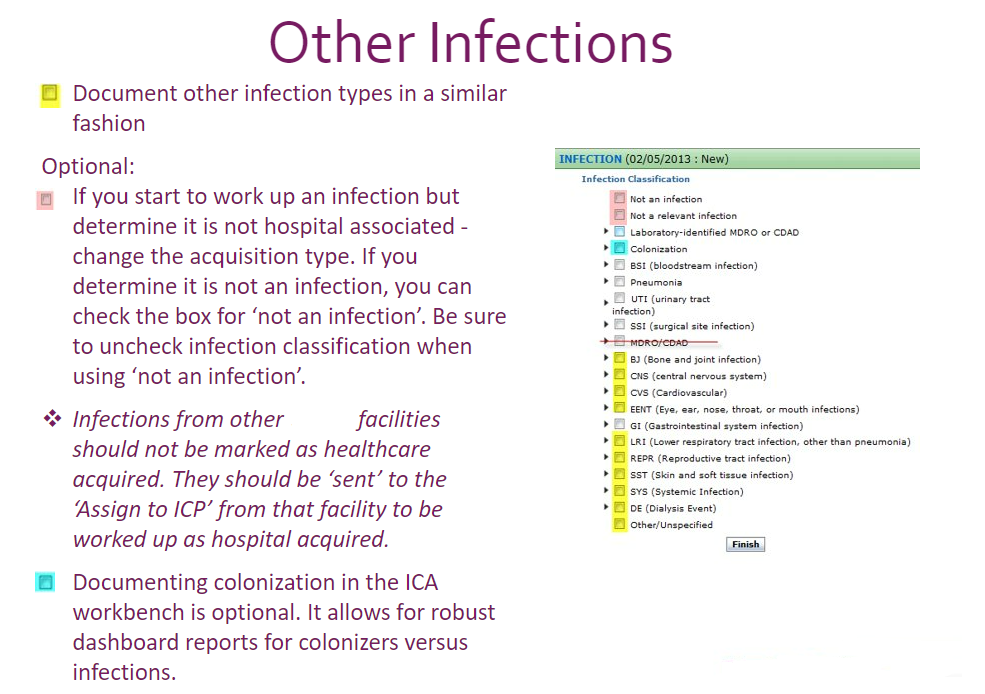 Other Infections
Document other infection types in a similar
fashion
Optional:
If you start to work up an infection but
determine it is not hospital associated -
change the acquisition type. If you
determine it is not an infection, you can
check the box for ‘not an infection’. Be sure
to uncheck infection classification when
using ‘not an infection’.
Infections from other facilities
should not be marked as healthcare
acquired. They should be ‘sent’ to the
‘Assign to ICP’ from that facility to be
worked up as hospital acquired.
Documenting colonization in the ICA
workbench is optional. It allows for robust
dashboard reports for colonizers versus
infections.
INFECTION (02/05/2013 : New)
Infection Classification
Not an infection
Not a relevant infection
Laboratory-identified MDRO or CDAD
Colonization
BSI (bloodstream infection)
Pneumonia
UTI (urinary tract
infection)
SSI (surgical site infection)
MDRO/CDAD
BJ (Bone and joint infection)
CNS (central nervous system)
CVS (Cardiovascular)
EENT (Eye, ear, nose, throat, or mouth infections)
GI (Gastrointestinal system infection)
LRI (Lower respiratory tract infection, other than pneumonia)
REPR (Reproductive tract infection)
SST (Skin and soft tissue infection)
SYS (Systemic Infection)
DE (Dialysis Event)
Other/Unspecified
Finish